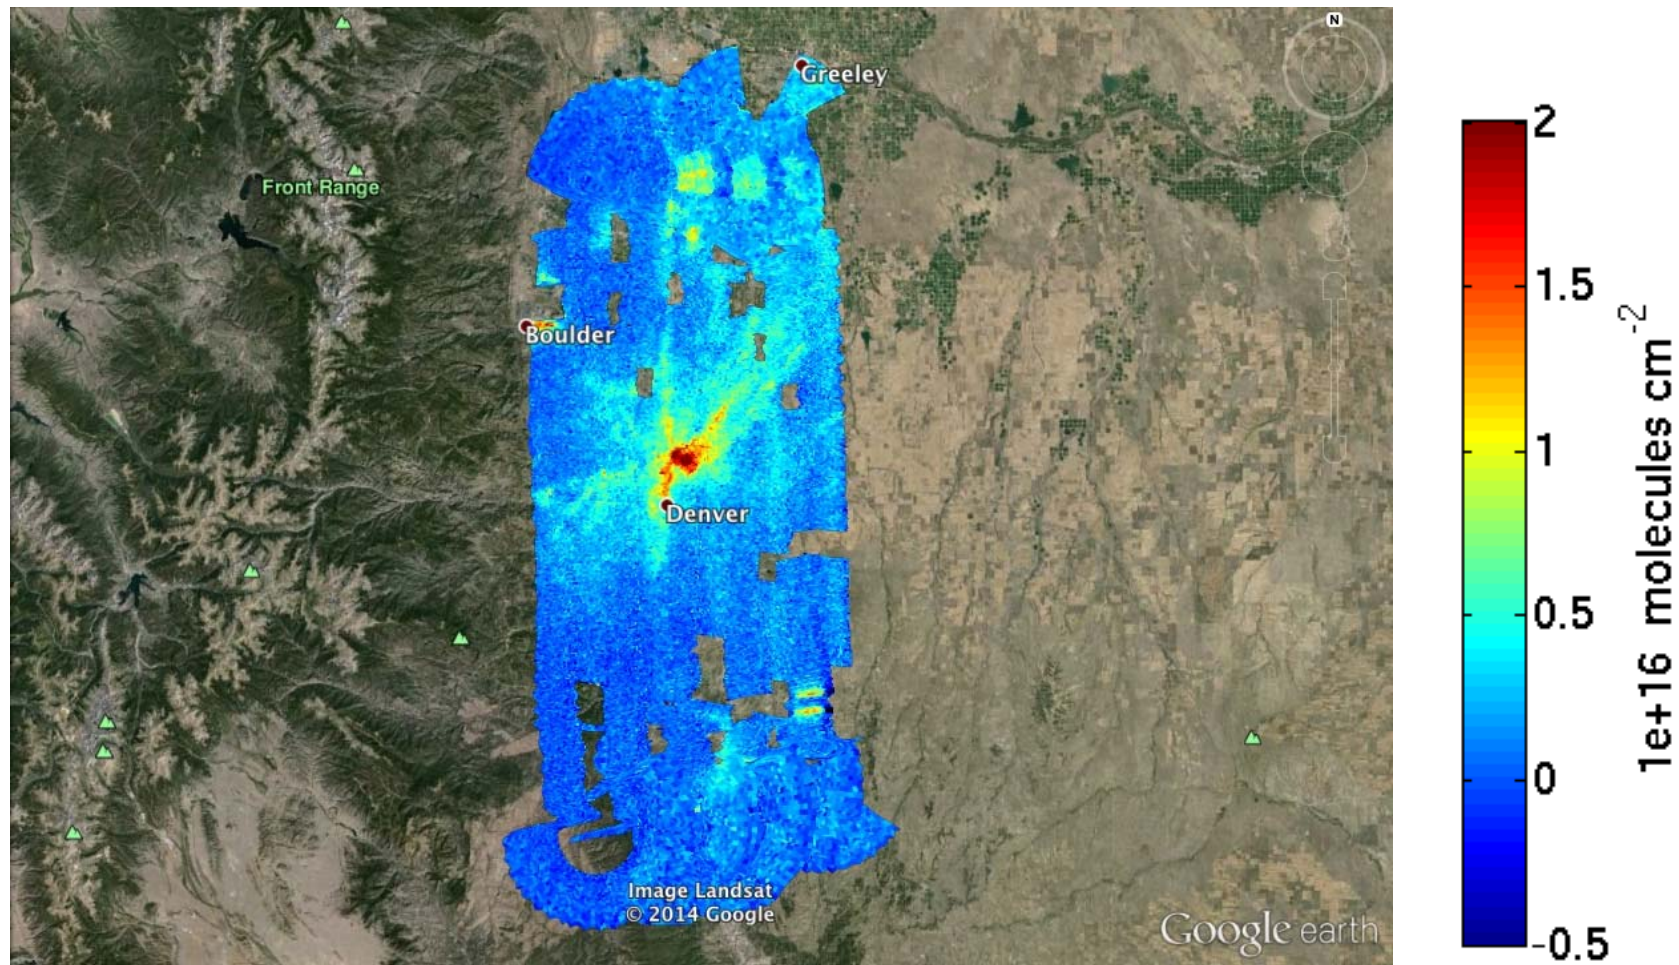 N
Greeley
Front Range
Boulder
Denver
Image Landsat
© 2014 Google
Google earth
2
1.5
1
0.5
0
-0.5
1e+16 molecules cm-2